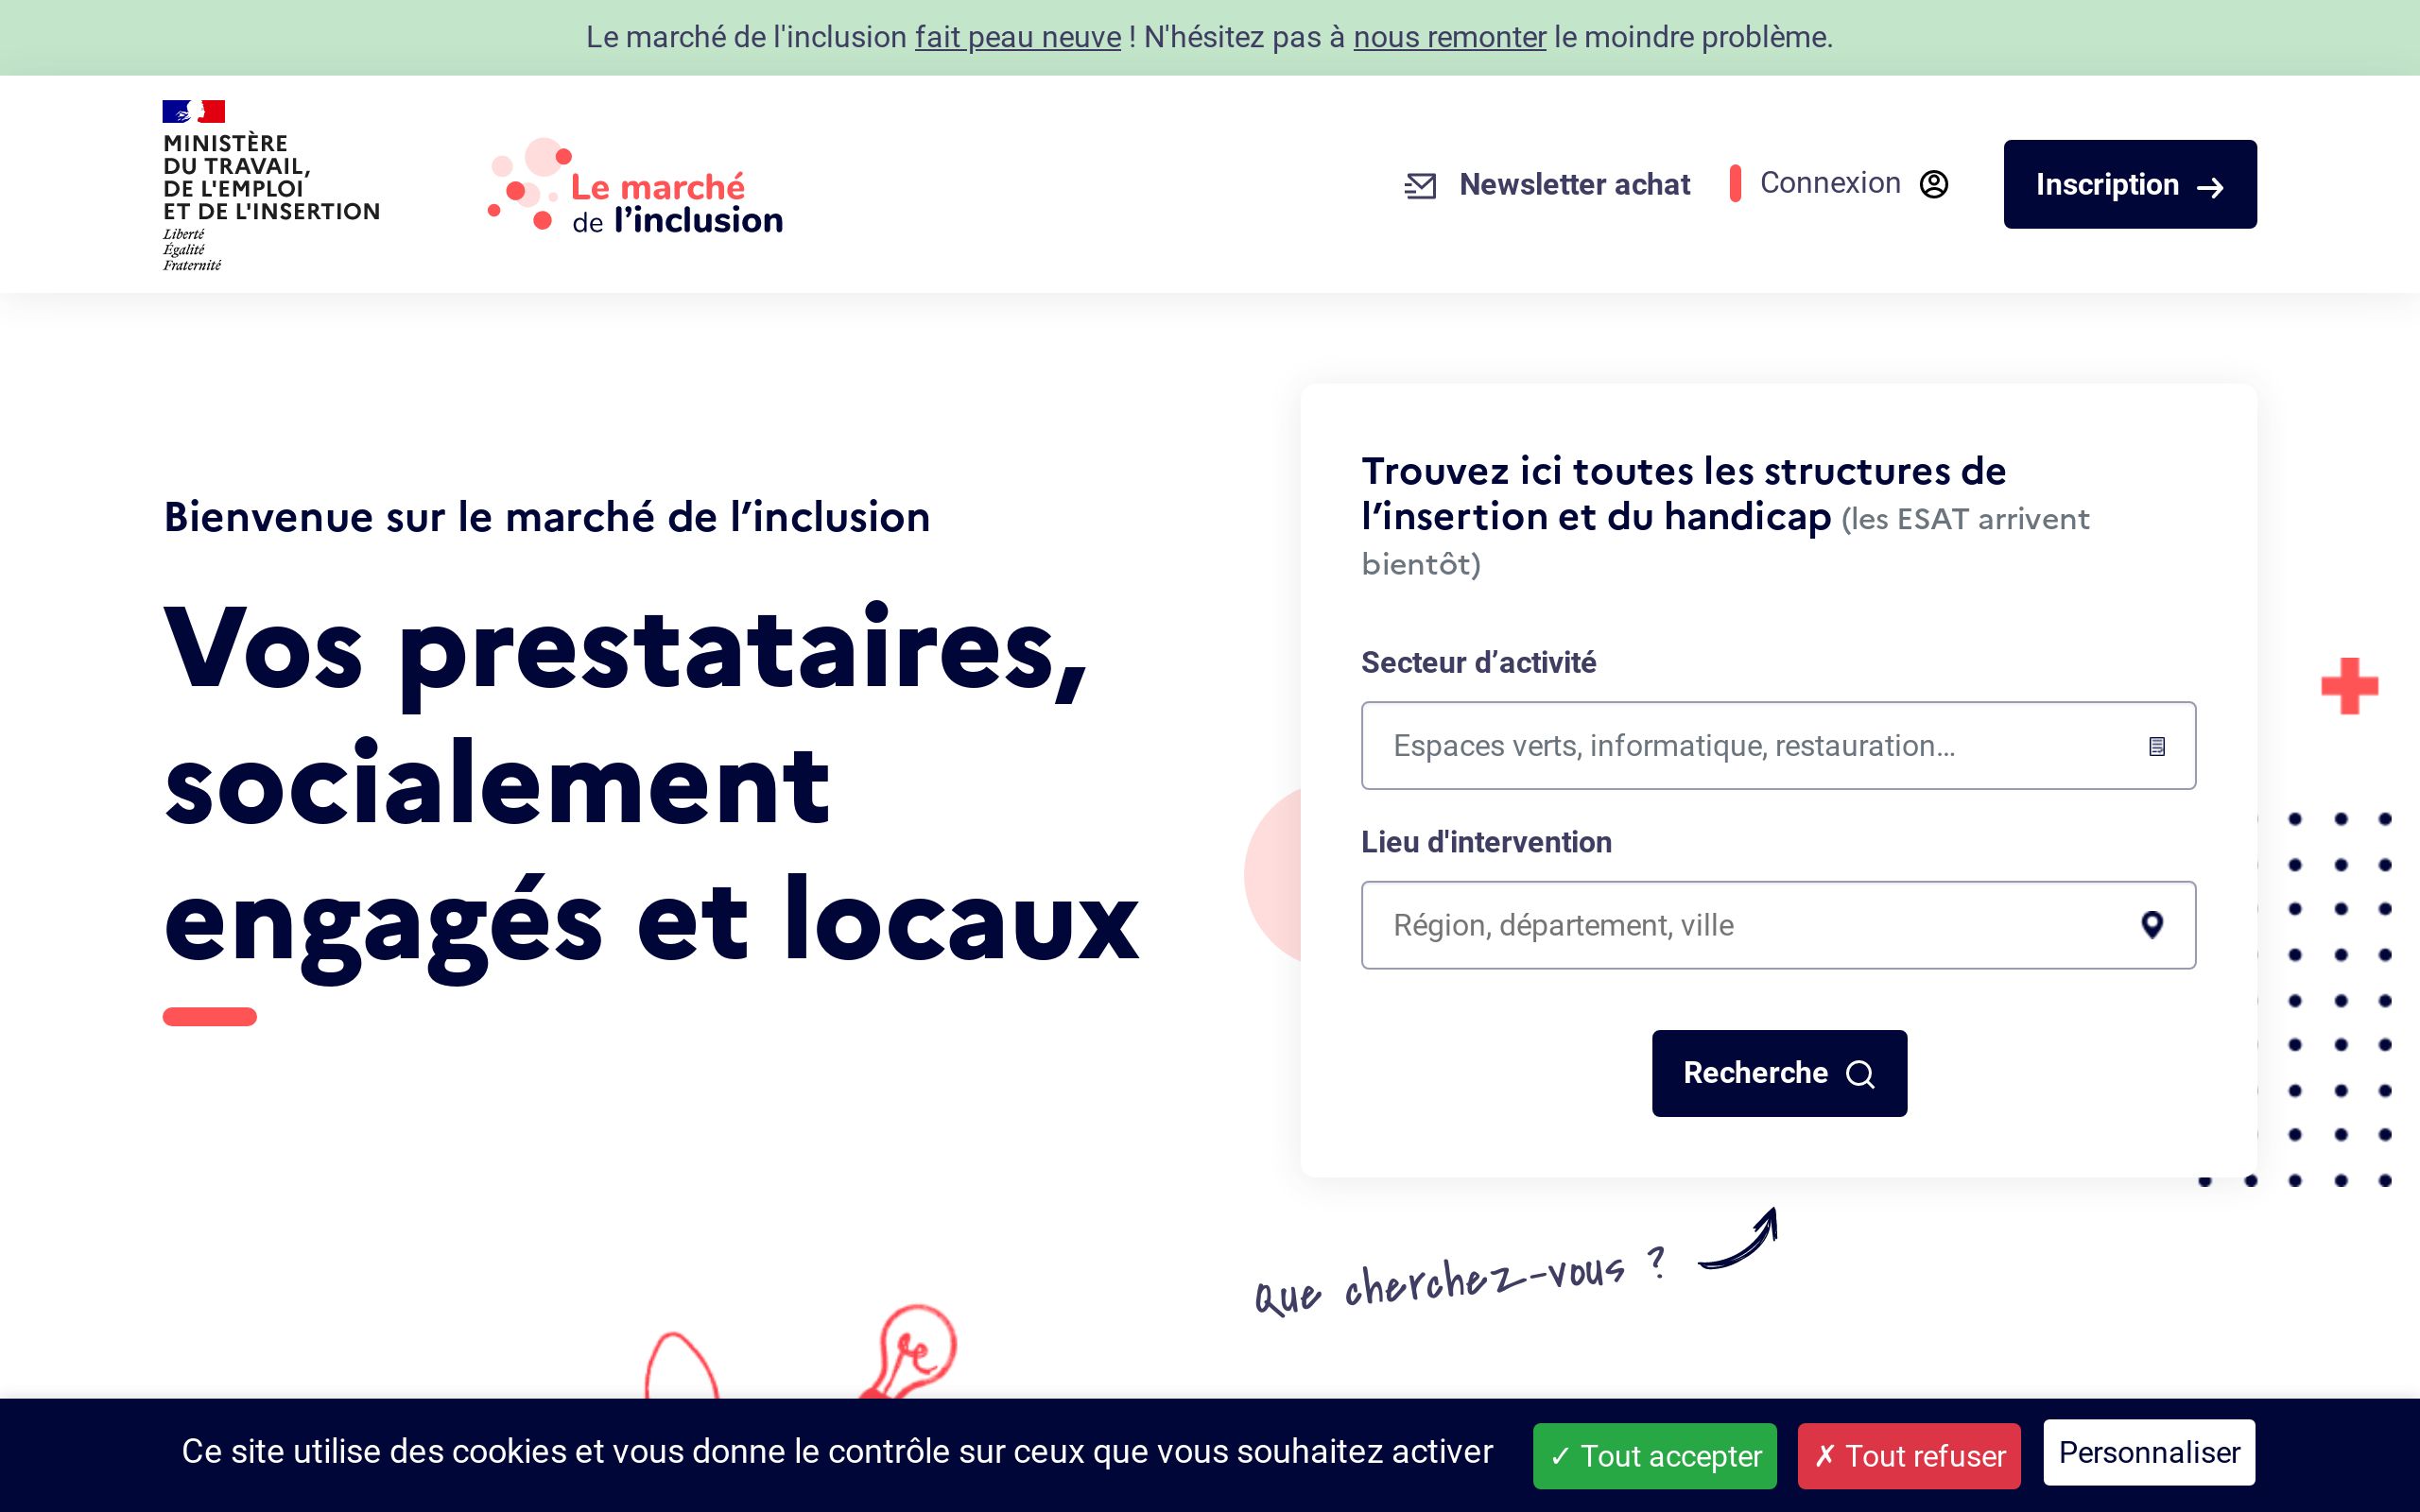 Le marché de l'inclusion fait peau neuve ! N'hésitez pas à nous remonter le moindre problème.
MINISTÈRE
DU TRAVAIL,
DE L'EMPLOI
ET DE L'INSERTION
Liberté
Égalité
Fraternité
Le marché
de l'inclusion
Newsletter achat
Connexion
Inscription
Bienvenue sur le marché de l’inclusion
Vos prestataires,
socialement
engagés et locaux
Trouvez ici toutes les structures de
l’insertion et du handicap (les ESAT arrivent
bientôt)
Secteur d’activité
Espaces verts, informatique, restauration…
Lieu d'intervention
Région, département, ville
Recherche
Que cherchez-vous ?
Ce site utilise des cookies et vous donne le contrôle sur ceux que vous souhaitez activer
✓ Tout accepter
✗ Tout refuser
Personnaliser